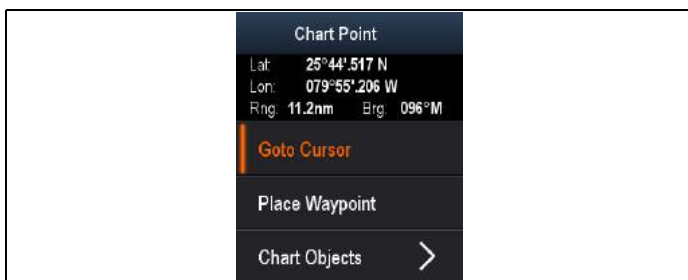 Chart Point
Lat: 25°44'.517 N
Lon: 079°55'.206 W
Rng: 11.2nm Brg: 096°M
Goto Cursor
Place Waypoint
Chart Objects